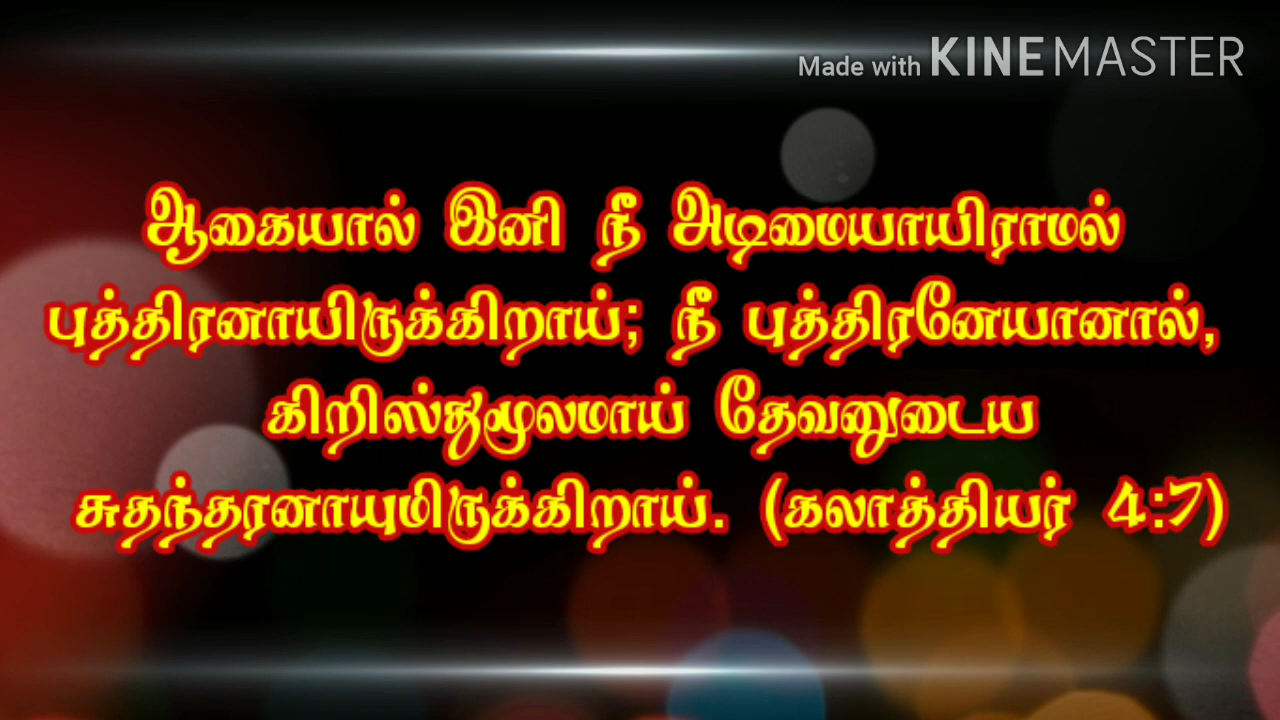 Made with KINEMASTER
ஆகையால் இனி நீ அடிமையாயிராமல்
புத்திரனாயிருக்கிறாய்; நீ புத்திரனேயானால்,
கிறிஸ்துமூலமாய் தேவனுடைய
சுதந்தரனாயுமிருக்கிறாய். (கலாத்தியர் 4:7)